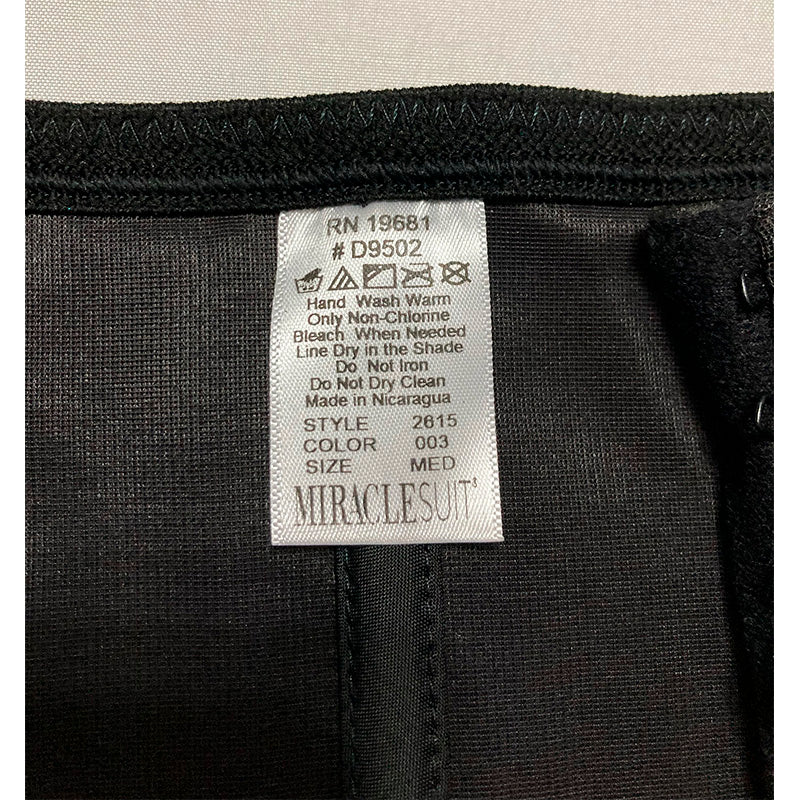 RN 19681
# D9502
Hand Wash Warm
Only Non-Chlorine
Bleach When Needed
Line Dry in the Shade
Do Not Iron
Do Not Dry Clean
Made in Nicaragua
STYLE 2615
COLOR 003
SIZE MED
MIRACLESUIT